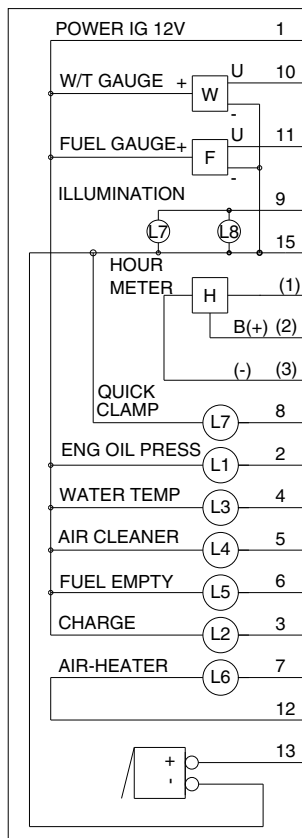 POWER IG 12V 1
W/T GAUGE + W U 10
-
FUEL GAUGE+ F U 11
-
ILLUMINATION 9
L7 L8
15
HOUR
METER H (1)
B(+) (2)
(-) (3)
QUICK
CLAMP L7 8
ENG OIL PRESS L1 2
WATER TEMP L3 4
AIR CLEANER L4 5
FUEL EMPTY L5 6
CHARGE L2 3
AIR-HEATER L6 7
12
+ 13
-